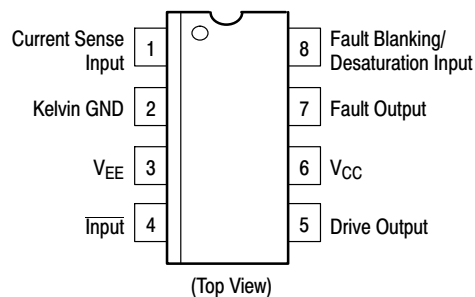 Current Sense
Input
1
8
Fault Blanking/
Desaturation Input
Kelvin GND
2
7
Fault Output
VEE
3
6
VCC
Input
4
5
Drive Output
(Top View)